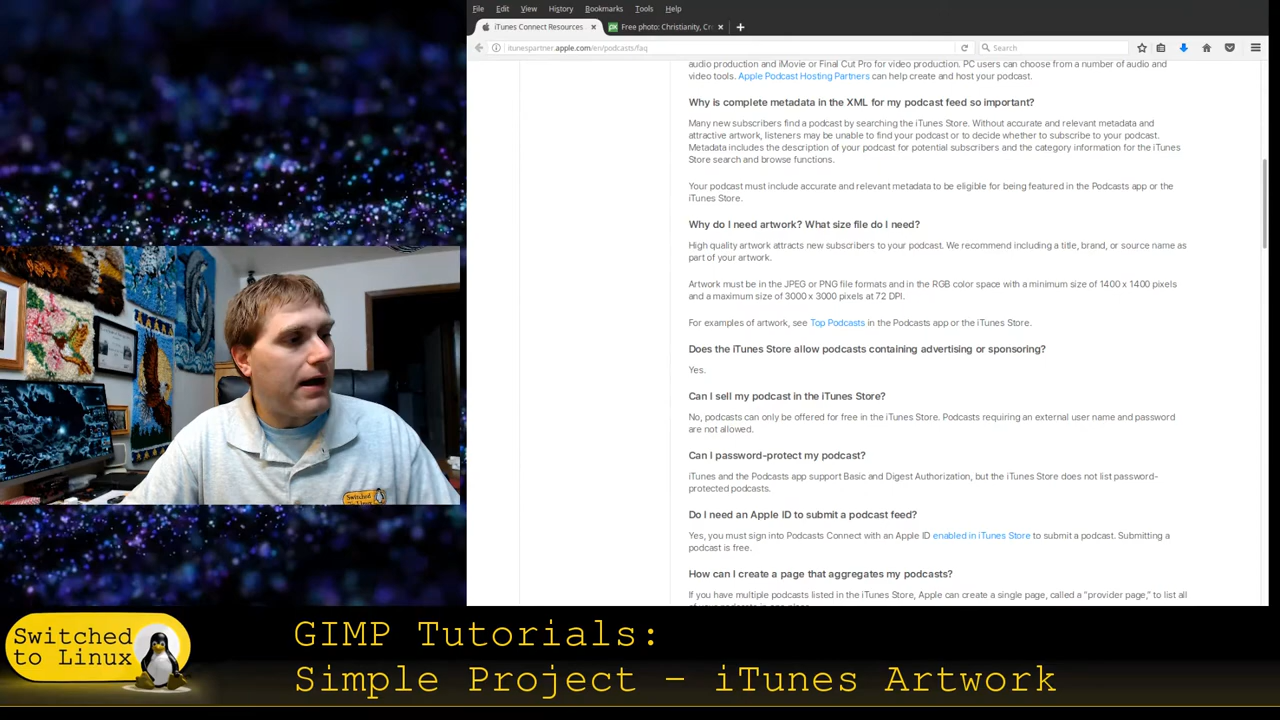 File Edit View History Bookmarks Tools Help
iTunes Connect Resources
Free photo: Christianity, Cr
itunespartner.apple.com/en/podcasts/faq
Search
audio production and iMovie or Final Cut Pro for video production. PC users can choose from a number of audio and
video tools. Apple Podcast Hosting Partners can help create and host your podcast.
Why is complete metadata in the XML for my podcast feed so important?
Many new subscribers find a podcast by searching the iTunes Store. Without accurate and relevant metadata and
attractive artwork, listeners may be unable to find your podcast or to decide whether to subscribe to your podcast.
Metadata includes the description of your podcast for potential subscribers and the category information for the iTunes
Store search and browse functions.
Your podcast must include accurate and relevant metadata to be eligible for being featured in the Podcasts app or the
iTunes Store.
Why do I need artwork? What size file do I need?
High quality artwork attracts new subscribers to your podcast. We recommend including a title, brand, or source name as
part of your artwork.
Artwork must be in the JPEG or PNG file formats and in the RGB color space with a minimum size of 1400 x 1400 pixels
and a maximum size of 3000 x 3000 pixels at 72 DPI.
For examples of artwork, see Top Podcasts in the Podcasts app or the iTunes Store.
Does the iTunes Store allow podcasts containing advertising or sponsoring?
Yes.
Can I sell my podcast in the iTunes Store?
No, podcasts can only be offered for free in the iTunes Store. Podcasts requiring an external user name and password
are not allowed.
Can I password-protect my podcast?
iTunes and the Podcasts app support Basic and Digest Authorization, but the iTunes Store does not list password-
protected podcasts.
Do I need an Apple ID to submit a podcast feed?
Yes, you must sign into Podcasts Connect with an Apple ID enabled in iTunes Store to submit a podcast. Submitting a
podcast is free.
How can I create a page that aggregates my podcasts?
If you have multiple podcasts listed in the iTunes Store, Apple can create a single page, called a “provider page,” to list all
Switched
to Linux
Switched
to Linux
GIMP Tutorials:
Simple Project - iTunes Artwork